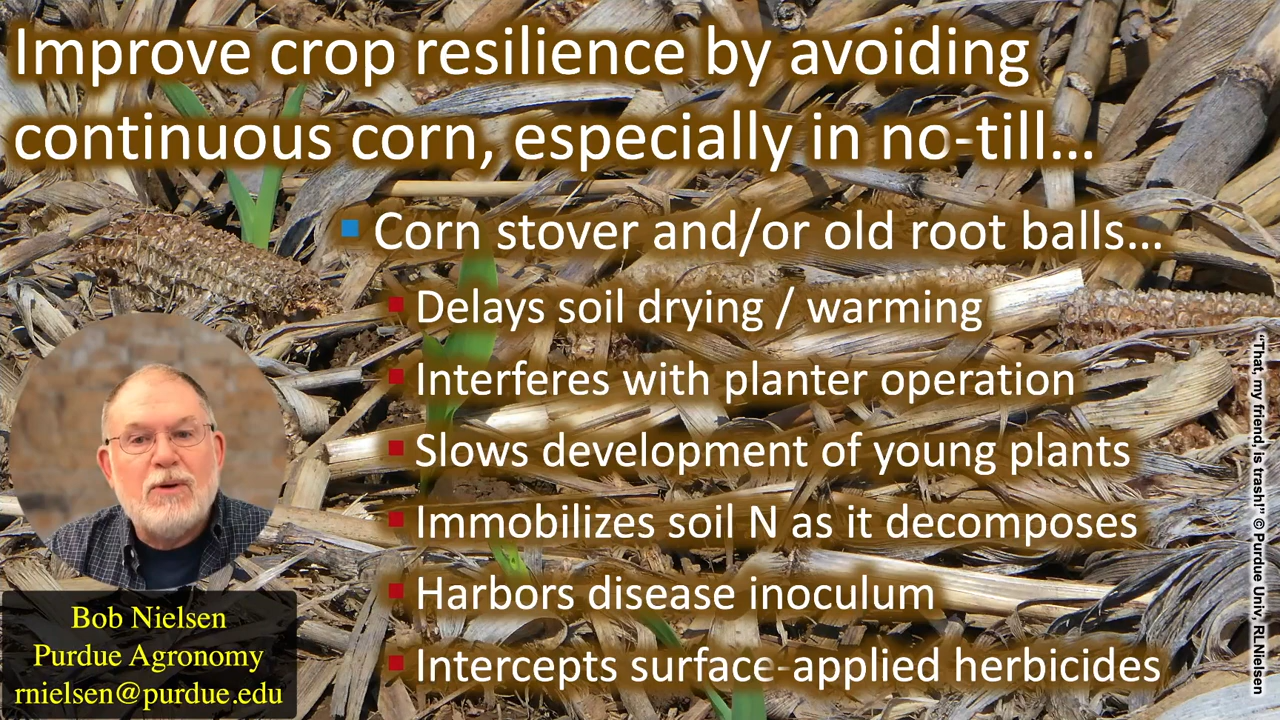 Improve crop resilience by avoiding
continuous corn, especially in no-till...
Corn stover and/or old root balls...
Delays soil drying / warming
Interferes with planter operation
Slows development of young plants
Immobilizes soil N as it decomposes
Harbors disease inoculum
Intercepts surface-applied herbicides
Bob Nielsen
Purdue Agronomy
rnielsen@purdue.edu
"That, my friend, is trash!" © Purdue Univ, RLNielsen